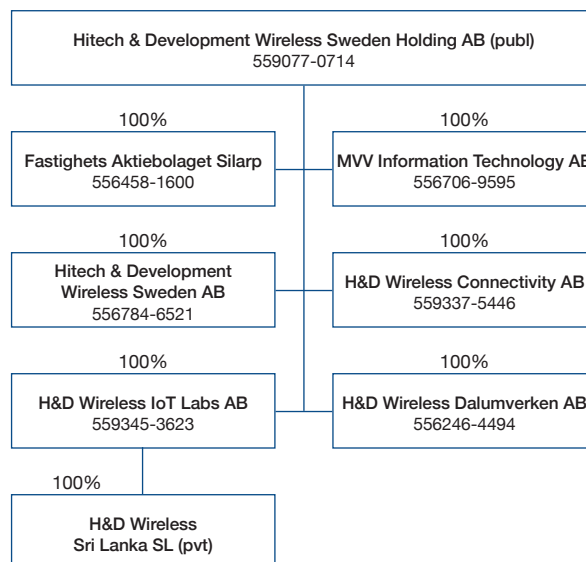 Hitech & Development Wireless Sweden Holding AB (publ)
559077-0714
100%
Fastighets Aktiebolaget Silarp
556458-1600
100%
MVV Information Technology AB
556706-9595
100%
Hitech & Development
Wireless Sweden AB
556784-6521
100%
H&D Wireless Connectivity AB
559337-5446
100%
H&D Wireless IoT Labs AB
559345-3623
100%
H&D Wireless Dalumverken AB
556246-4494
100%
H&D Wireless
Sri Lanka SL (pvt)